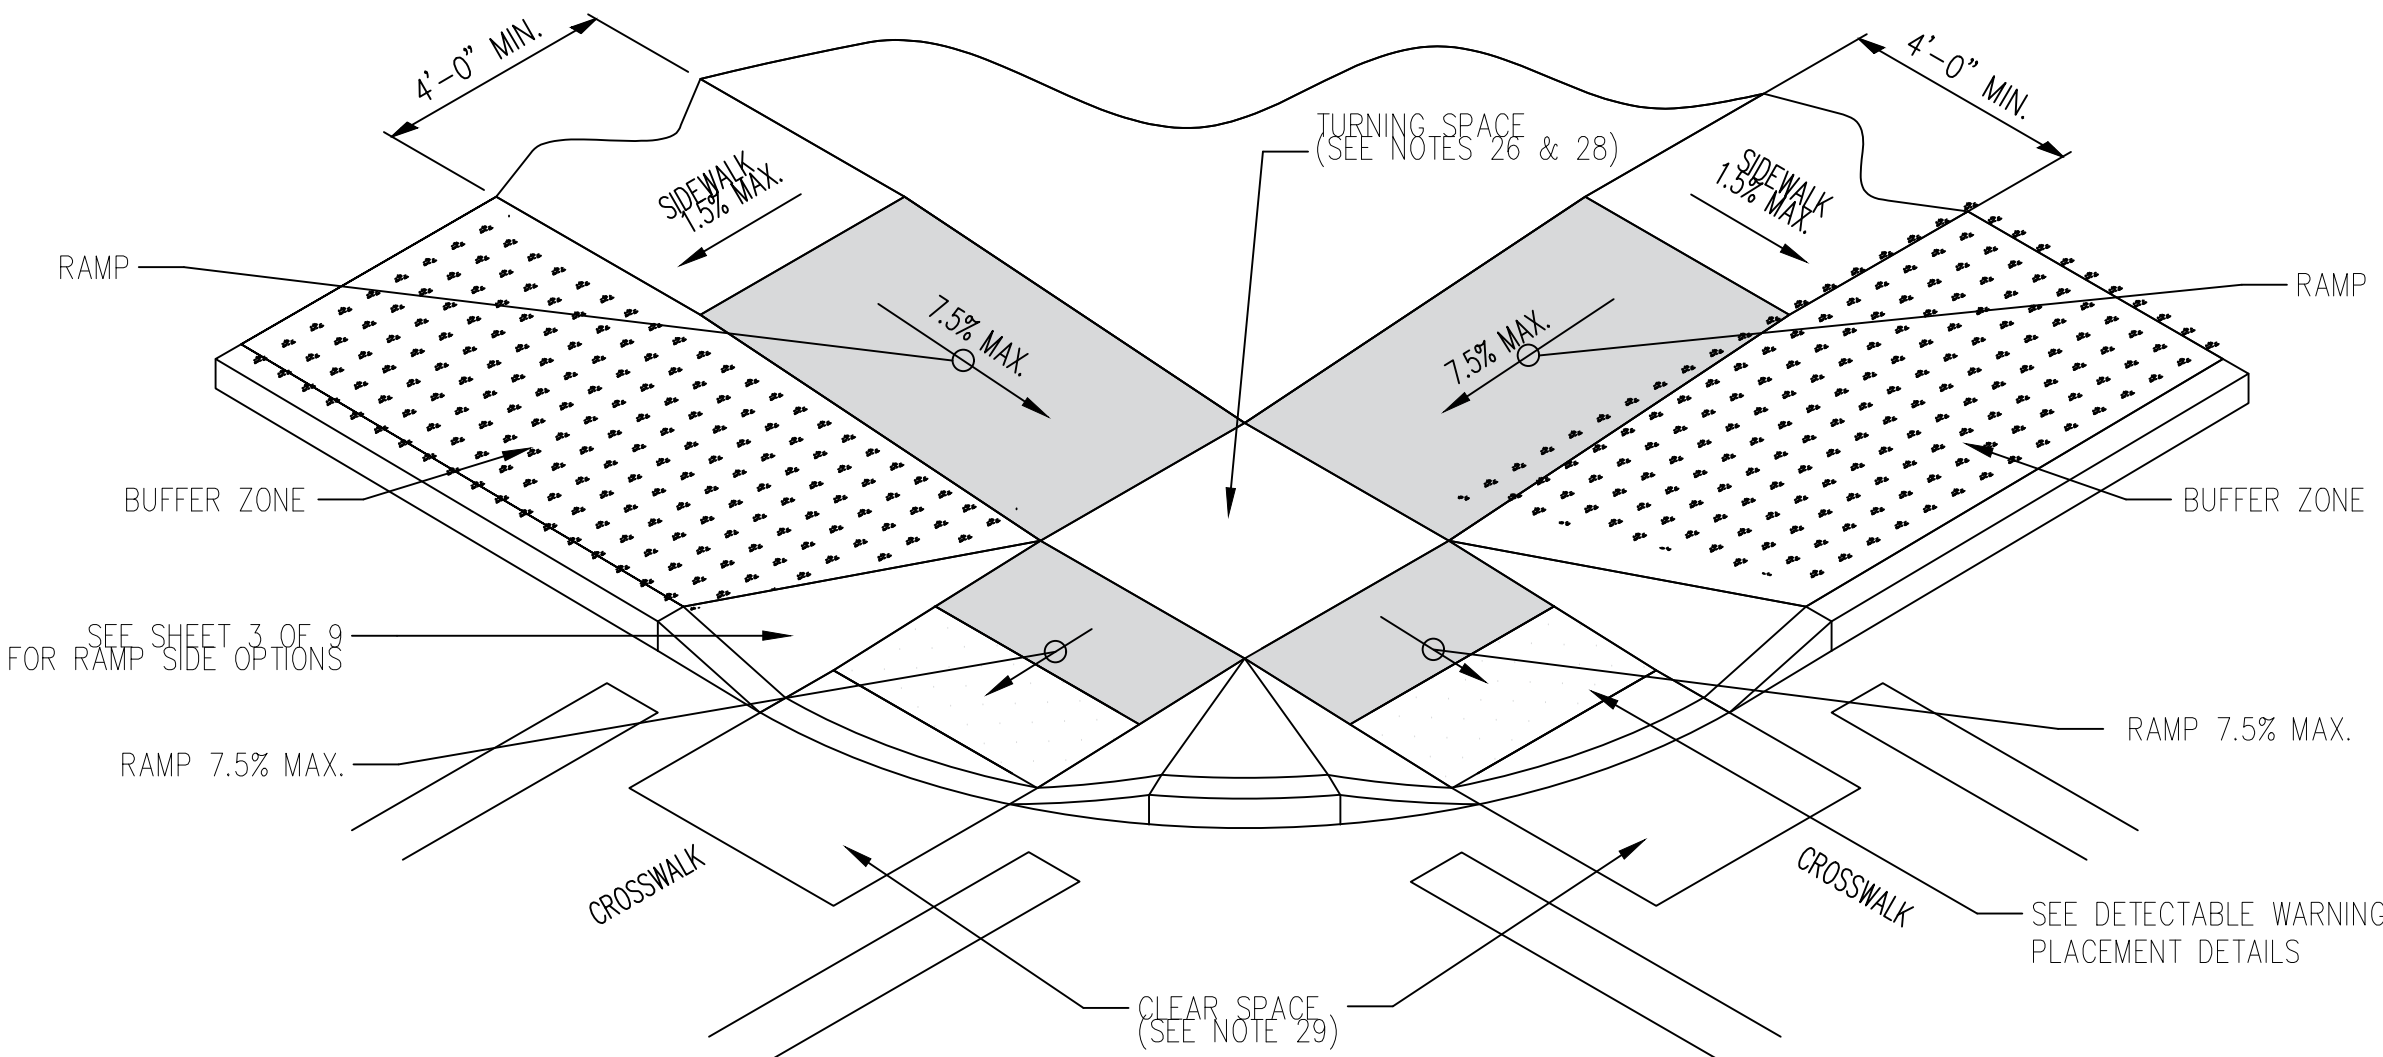 4'-0" MIN.
4'-0" MIN.
TURNING SPACE
(SEE NOTES 26 & 28)
SIDEWALK
1.5% MAX.
SIDEWALK
1.5% MAX.
RAMP
RAMP
7.5% MAX.
7.5% MAX.
BUFFER ZONE
BUFFER ZONE
SEE SHEET 3 OF 9
FOR RAMP SIDE OPTIONS
RAMP 7.5% MAX.
RAMP 7.5% MAX.
CROSSWALK
CROSSWALK
SEE DETECTABLE WARNING
PLACEMENT DETAILS
CLEAR SPACE
(SEE NOTE 29)